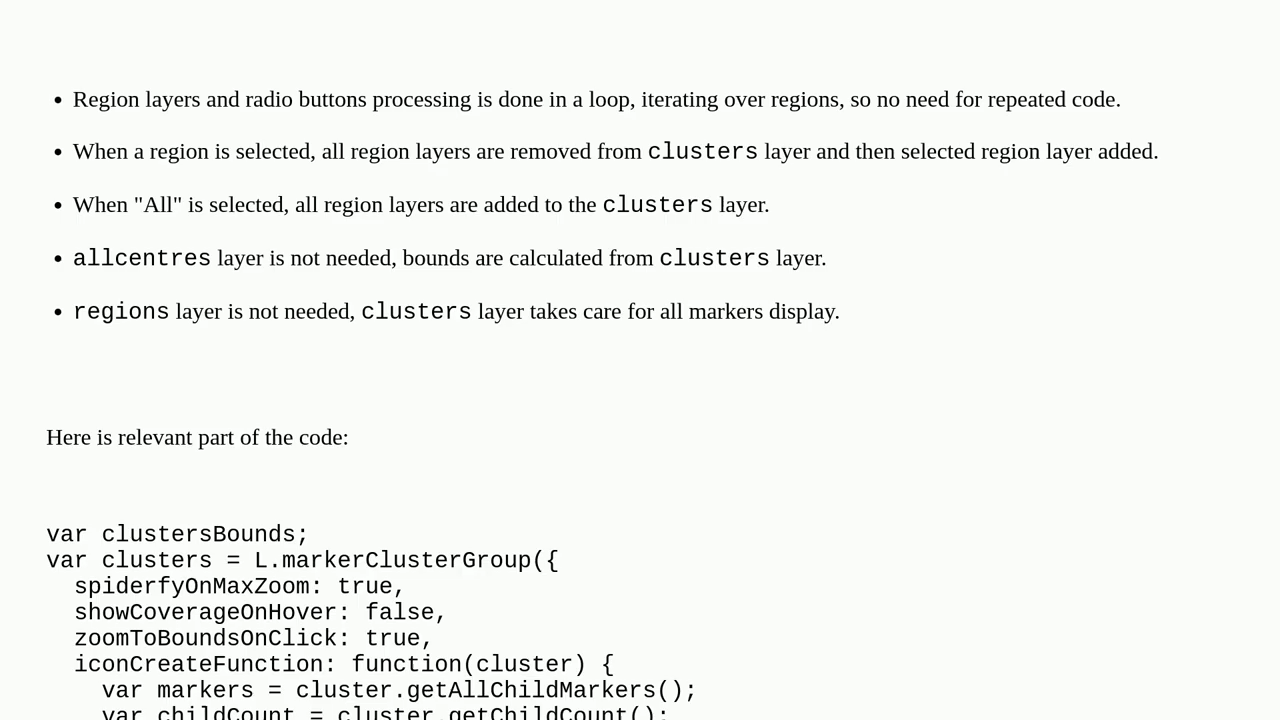 • Region layers and radio buttons processing is done in a loop, iterating over regions, so no need for repeated code.
• When a region is selected, all region layers are removed from clusters layer and then selected region layer added.
• When "All" is selected, all region layers are added to the clusters layer.
• allcentres layer is not needed, bounds are calculated from clusters layer.
• regions layer is not needed, clusters layer takes care for all markers display.
Here is relevant part of the code:
var clustersBounds;
var clusters = L.markerClusterGroup({
  spiderfyOnMaxZoom: true,
  showCoverageOnHover: false,
  zoomToBoundsOnClick: true,
  iconCreateFunction: function(cluster) {
    var markers = cluster.getAllChildMarkers();
    var childCount = cluster.getChildCount();